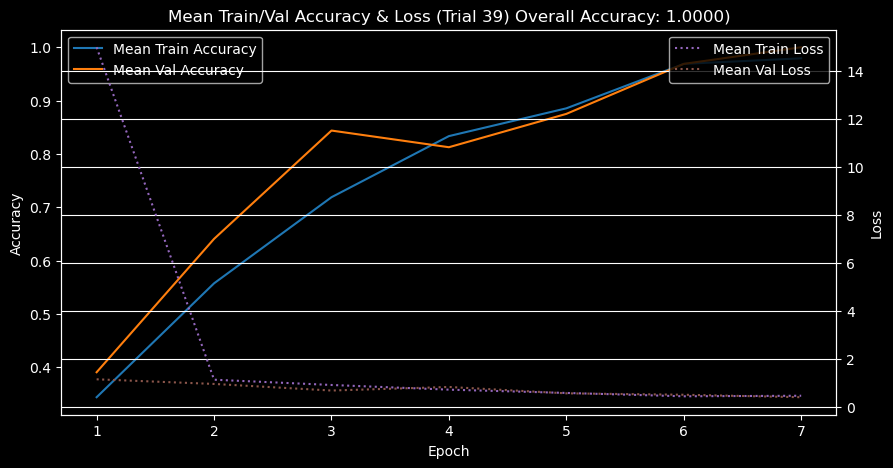 Mean Train/Val Accuracy & Loss (Trial 39) Overall Accuracy: 1.0000)
Mean Train Accuracy
Mean Val Accuracy
Mean Train Loss
Mean Val Loss
1.0
0.9
0.8
0.7
0.6
0.5
0.4
Accuracy
14
12
10
8
6
4
2
0
Loss
1 2 3 4 5 6 7
Epoch